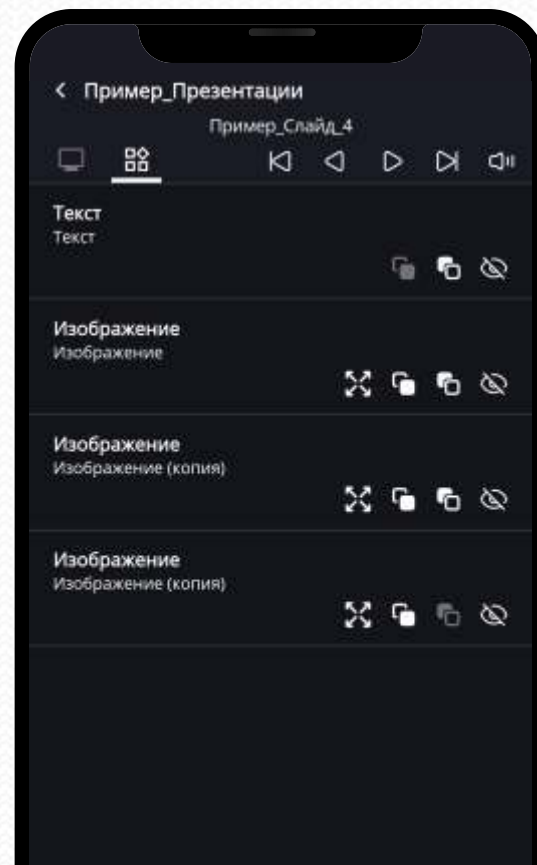 Пример_Презентации
Пример_Слайд_4
Текст
Текст
Изображение
Изображение
Изображение
Изображение (копия)
Изображение
Изображение (копия)